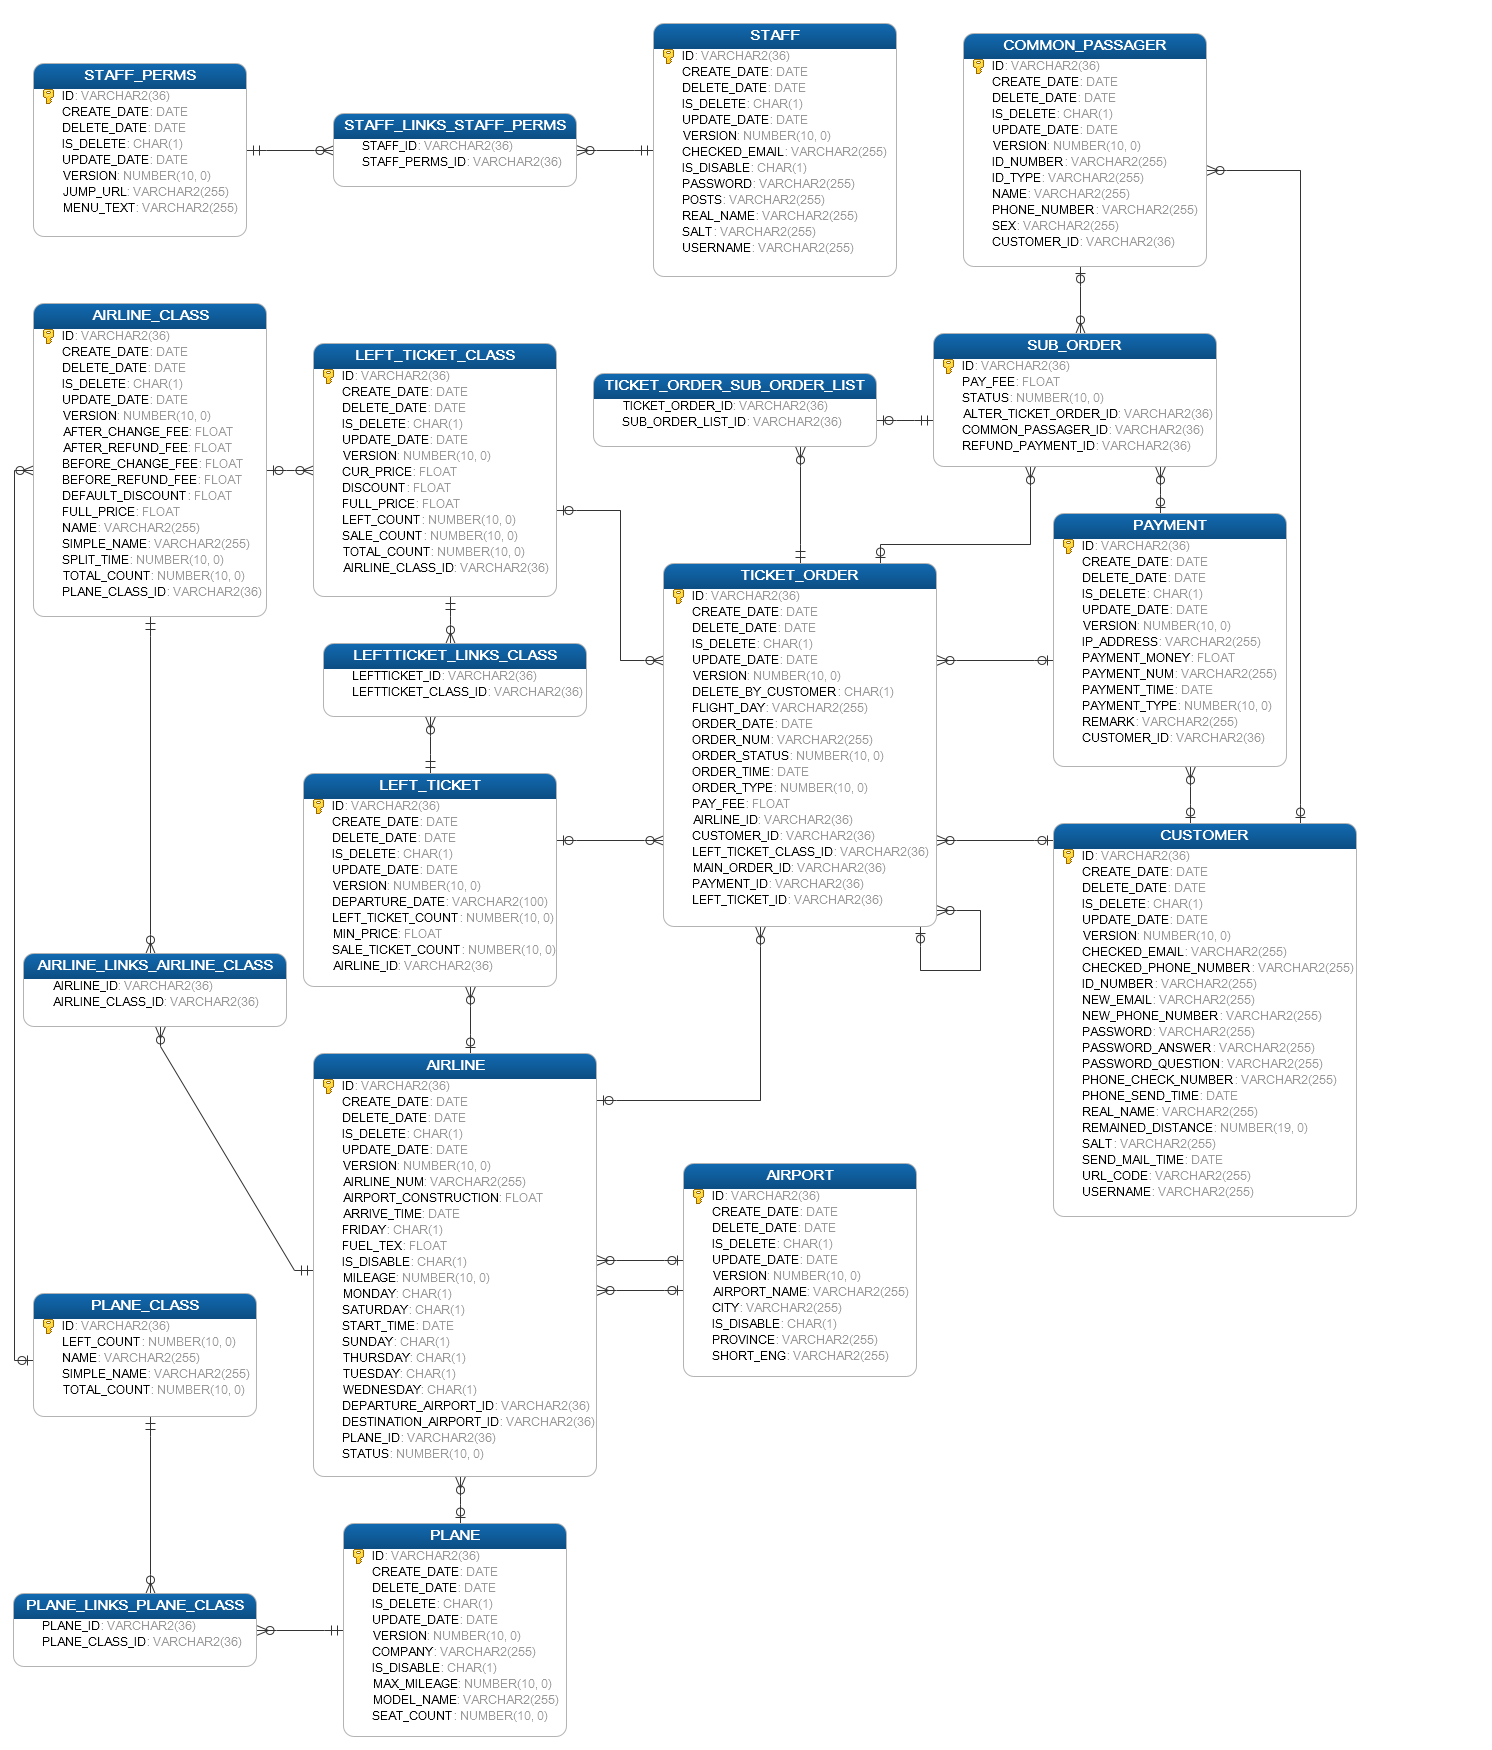 STAFF
ID: VARCHAR2(36)
CREATE_DATE: DATE
DELETE_DATE: DATE
IS_DELETE: CHAR(1)
UPDATE_DATE: DATE
VERSION: NUMBER(10, 0)
CHECKED_EMAIL: VARCHAR2(255)
IS_DISABLE: CHAR(1)
PASSWORD: VARCHAR2(255)
POSTS: VARCHAR2(255)
REAL_NAME: VARCHAR2(255)
SALT: VARCHAR2(255)
USERNAME: VARCHAR2(255)
COMMON_PASSAGER
ID: VARCHAR2(36)
CREATE_DATE: DATE
DELETE_DATE: DATE
IS_DELETE: CHAR(1)
UPDATE_DATE: DATE
VERSION: NUMBER(10, 0)
ID_NUMBER: VARCHAR2(255)
ID_TYPE: VARCHAR2(255)
NAME: VARCHAR2(255)
PHONE_NUMBER: VARCHAR2(255)
SEX: VARCHAR2(255)
CUSTOMER_ID: VARCHAR2(36)
STAFF_PERMS
ID: VARCHAR2(36)
CREATE_DATE: DATE
DELETE_DATE: DATE
IS_DELETE: CHAR(1)
UPDATE_DATE: DATE
VERSION: NUMBER(10, 0)
JUMP_URL: VARCHAR2(255)
MENU_TEXT: VARCHAR2(255)
STAFF_LINKS_STAFF_PERMS
STAFF_ID: VARCHAR2(36)
STAFF_PERMS_ID: VARCHAR2(36)
AIRLINE_CLASS
ID: VARCHAR2(36)
CREATE_DATE: DATE
DELETE_DATE: DATE
IS_DELETE: CHAR(1)
UPDATE_DATE: DATE
VERSION: NUMBER(10, 0)
AFTER_CHANGE_FEE: FLOAT
AFTER_REFUND_FEE: FLOAT
BEFORE_CHANGE_FEE: FLOAT
BEFORE_REFUND_FEE: FLOAT
DEFAULT_DISCOUNT: FLOAT
FULL_PRICE: FLOAT
NAME: VARCHAR2(255)
SIMPLE_NAME: VARCHAR2(255)
SPLIT_TIME: NUMBER(10, 0)
TOTAL_COUNT: NUMBER(10, 0)
PLANE_CLASS_ID: VARCHAR2(36)
LEFT_TICKET_CLASS
ID: VARCHAR2(36)
CREATE_DATE: DATE
DELETE_DATE: DATE
IS_DELETE: CHAR(1)
UPDATE_DATE: DATE
VERSION: NUMBER(10, 0)
CUR_PRICE: FLOAT
DISCOUNT: FLOAT
FULL_PRICE: FLOAT
LEFT_COUNT: NUMBER(10, 0)
SALE_COUNT: NUMBER(10, 0)
TOTAL_COUNT: NUMBER(10, 0)
AIRLINE_CLASS_ID: VARCHAR2(36)
TICKET_ORDER_SUB_ORDER_LIST
TICKET_ORDER_ID: VARCHAR2(36)
SUB_ORDER_LIST_ID: VARCHAR2(36)
SUB_ORDER
ID: VARCHAR2(36)
PAY_FEE: FLOAT
STATUS: NUMBER(10, 0)
ALTER_TICKET_ORDER_ID: VARCHAR2(36)
COMMON_PASSAGER_ID: VARCHAR2(36)
REFUND_PAYMENT_ID: VARCHAR2(36)
PAYMENT
ID: VARCHAR2(36)
CREATE_DATE: DATE
DELETE_DATE: DATE
IS_DELETE: CHAR(1)
UPDATE_DATE: DATE
VERSION: NUMBER(10, 0)
IP_ADDRESS: VARCHAR2(255)
PAYMENT_MONEY: FLOAT
PAYMENT_NUM: VARCHAR2(255)
PAYMENT_TIME: DATE
PAYMENT_TYPE: NUMBER(10, 0)
REMARK: VARCHAR2(255)
CUSTOMER_ID: VARCHAR2(36)
TICKET_ORDER
ID: VARCHAR2(36)
CREATE_DATE: DATE
DELETE_DATE: DATE
IS_DELETE: CHAR(1)
UPDATE_DATE: DATE
VERSION: NUMBER(10, 0)
DELETE_BY_CUSTOMER: CHAR(1)
FLIGHT_DAY: VARCHAR2(255)
ORDER_DATE: DATE
ORDER_NUM: VARCHAR2(255)
ORDER_STATUS: NUMBER(10, 0)
ORDER_TIME: DATE
ORDER_TYPE: NUMBER(10, 0)
PAY_FEE: FLOAT
AIRLINE_ID: VARCHAR2(36)
CUSTOMER_ID: VARCHAR2(36)
LEFT_TICKET_CLASS_ID: VARCHAR2(36)
MAIN_ORDER_ID: VARCHAR2(36)
PAYMENT_ID: VARCHAR2(36)
LEFT_TICKET_ID: VARCHAR2(36)
LEFTTICKET_LINKS_CLASS
LEFTTICKET_ID: VARCHAR2(36)
LEFTTICKET_CLASS_ID: VARCHAR2(36)
LEFT_TICKET
ID: VARCHAR2(36)
CREATE_DATE: DATE
DELETE_DATE: DATE
IS_DELETE: CHAR(1)
UPDATE_DATE: DATE
VERSION: NUMBER(10, 0)
DEPARTURE_DATE: VARCHAR2(100)
LEFT_TICKET_COUNT: NUMBER(10, 0)
MIN_PRICE: FLOAT
SALE_TICKET_COUNT: NUMBER(10, 0)
AIRLINE_ID: VARCHAR2(36)
CUSTOMER
ID: VARCHAR2(36)
CREATE_DATE: DATE
DELETE_DATE: DATE
IS_DELETE: CHAR(1)
UPDATE_DATE: DATE
VERSION: NUMBER(10, 0)
CHECKED_EMAIL: VARCHAR2(255)
CHECKED_PHONE_NUMBER: VARCHAR2(255)
ID_NUMBER: VARCHAR2(255)
NEW_EMAIL: VARCHAR2(255)
NEW_PHONE_NUMBER: VARCHAR2(255)
PASSWORD: VARCHAR2(255)
PASSWORD_ANSWER: VARCHAR2(255)
PASSWORD_QUESTION: VARCHAR2(255)
PHONE_CHECK_NUMBER: VARCHAR2(255)
PHONE_SEND_TIME: DATE
REAL_NAME: VARCHAR2(255)
REMAINED_DISTANCE: NUMBER(19, 0)
SALT: VARCHAR2(255)
SEND_MAIL_TIME: DATE
URL_CODE: VARCHAR2(255)
USERNAME: VARCHAR2(255)
AIRLINE_LINKS_AIRLINE_CLASS
AIRLINE_ID: VARCHAR2(36)
AIRLINE_CLASS_ID: VARCHAR2(36)
AIRLINE
ID: VARCHAR2(36)
CREATE_DATE: DATE
DELETE_DATE: DATE
IS_DELETE: CHAR(1)
UPDATE_DATE: DATE
VERSION: NUMBER(10, 0)
AIRLINE_NUM: VARCHAR2(255)
AIRPORT_CONSTRUCTION: FLOAT
ARRIVE_TIME: DATE
FRIDAY: CHAR(1)
FUEL_TEX: FLOAT
IS_DISABLE: CHAR(1)
MILEAGE: NUMBER(10, 0)
MONDAY: CHAR(1)
SATURDAY: CHAR(1)
START_TIME: DATE
SUNDAY: CHAR(1)
THURSDAY: CHAR(1)
TUESDAY: CHAR(1)
WEDNESDAY: CHAR(1)
DEPARTURE_AIRPORT_ID: VARCHAR2(36)
DESTINATION_AIRPORT_ID: VARCHAR2(36)
PLANE_ID: VARCHAR2(36)
STATUS: NUMBER(10, 0)
AIRPORT
ID: VARCHAR2(36)
CREATE_DATE: DATE
DELETE_DATE: DATE
IS_DELETE: CHAR(1)
UPDATE_DATE: DATE
VERSION: NUMBER(10, 0)
AIRPORT_NAME: VARCHAR2(255)
CITY: VARCHAR2(255)
IS_DISABLE: CHAR(1)
PROVINCE: VARCHAR2(255)
SHORT_ENG: VARCHAR2(255)
PLANE_CLASS
ID: VARCHAR2(36)
LEFT_COUNT: NUMBER(10, 0)
NAME: VARCHAR2(255)
SIMPLE_NAME: VARCHAR2(255)
TOTAL_COUNT: NUMBER(10, 0)
PLANE
ID: VARCHAR2(36)
CREATE_DATE: DATE
DELETE_DATE: DATE
IS_DELETE: CHAR(1)
UPDATE_DATE: DATE
VERSION: NUMBER(10, 0)
COMPANY: VARCHAR2(255)
IS_DISABLE: CHAR(1)
MAX_MILEAGE: NUMBER(10, 0)
MODEL_NAME: VARCHAR2(255)
SEAT_COUNT: NUMBER(10, 0)
PLANE_LINKS_PLANE_CLASS
PLANE_ID: VARCHAR2(36)
PLANE_CLASS_ID: VARCHAR2(36)